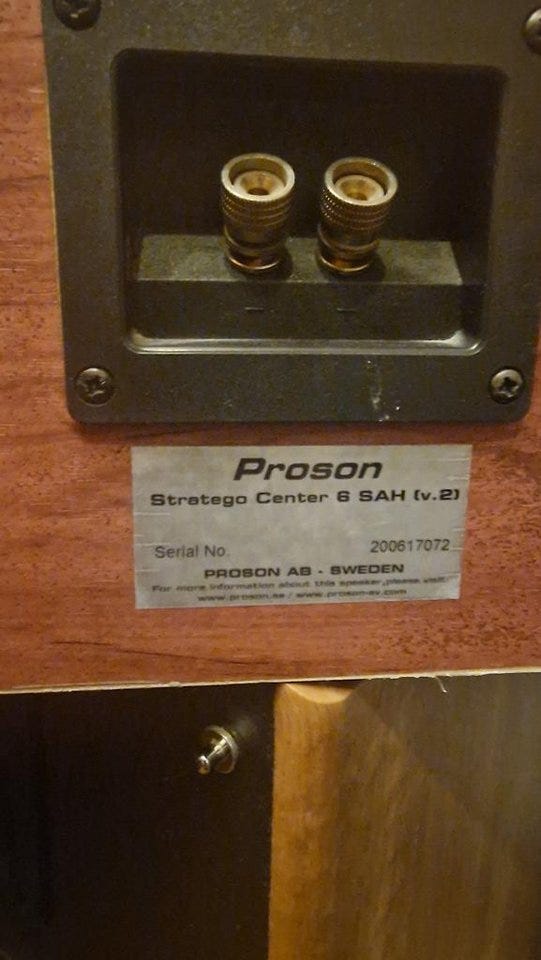 Proson
Stratego Center 6 SAH (v.2)
Serial No. 200617072
PROSON AB - SWEDEN
For more information about this speaker,please visit:
www.proson.se / www.proson-av.com